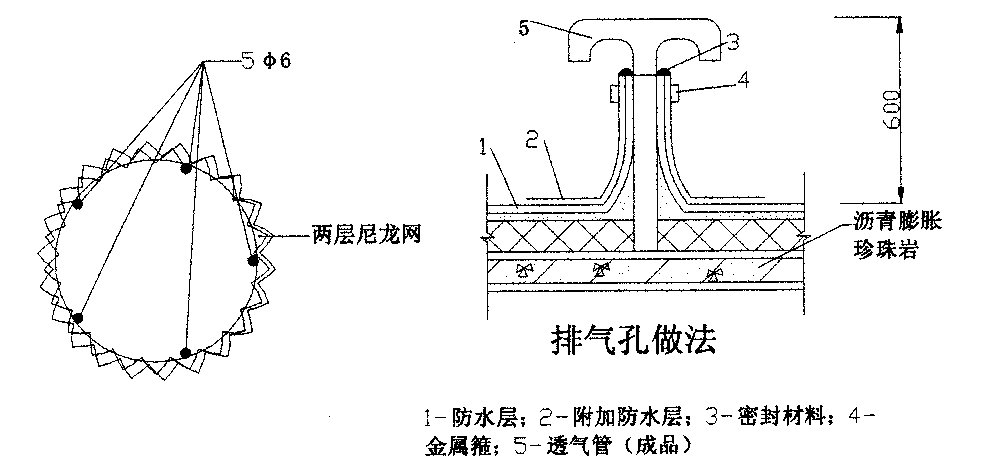 5 φ6
两层尼龙网
5
3
4
2
1
600
沥青膨胀
珍珠岩
排气孔做法
1-防水层；2-附加防水层；3-密封材料；4-
金属箍；5-透气管（成品）